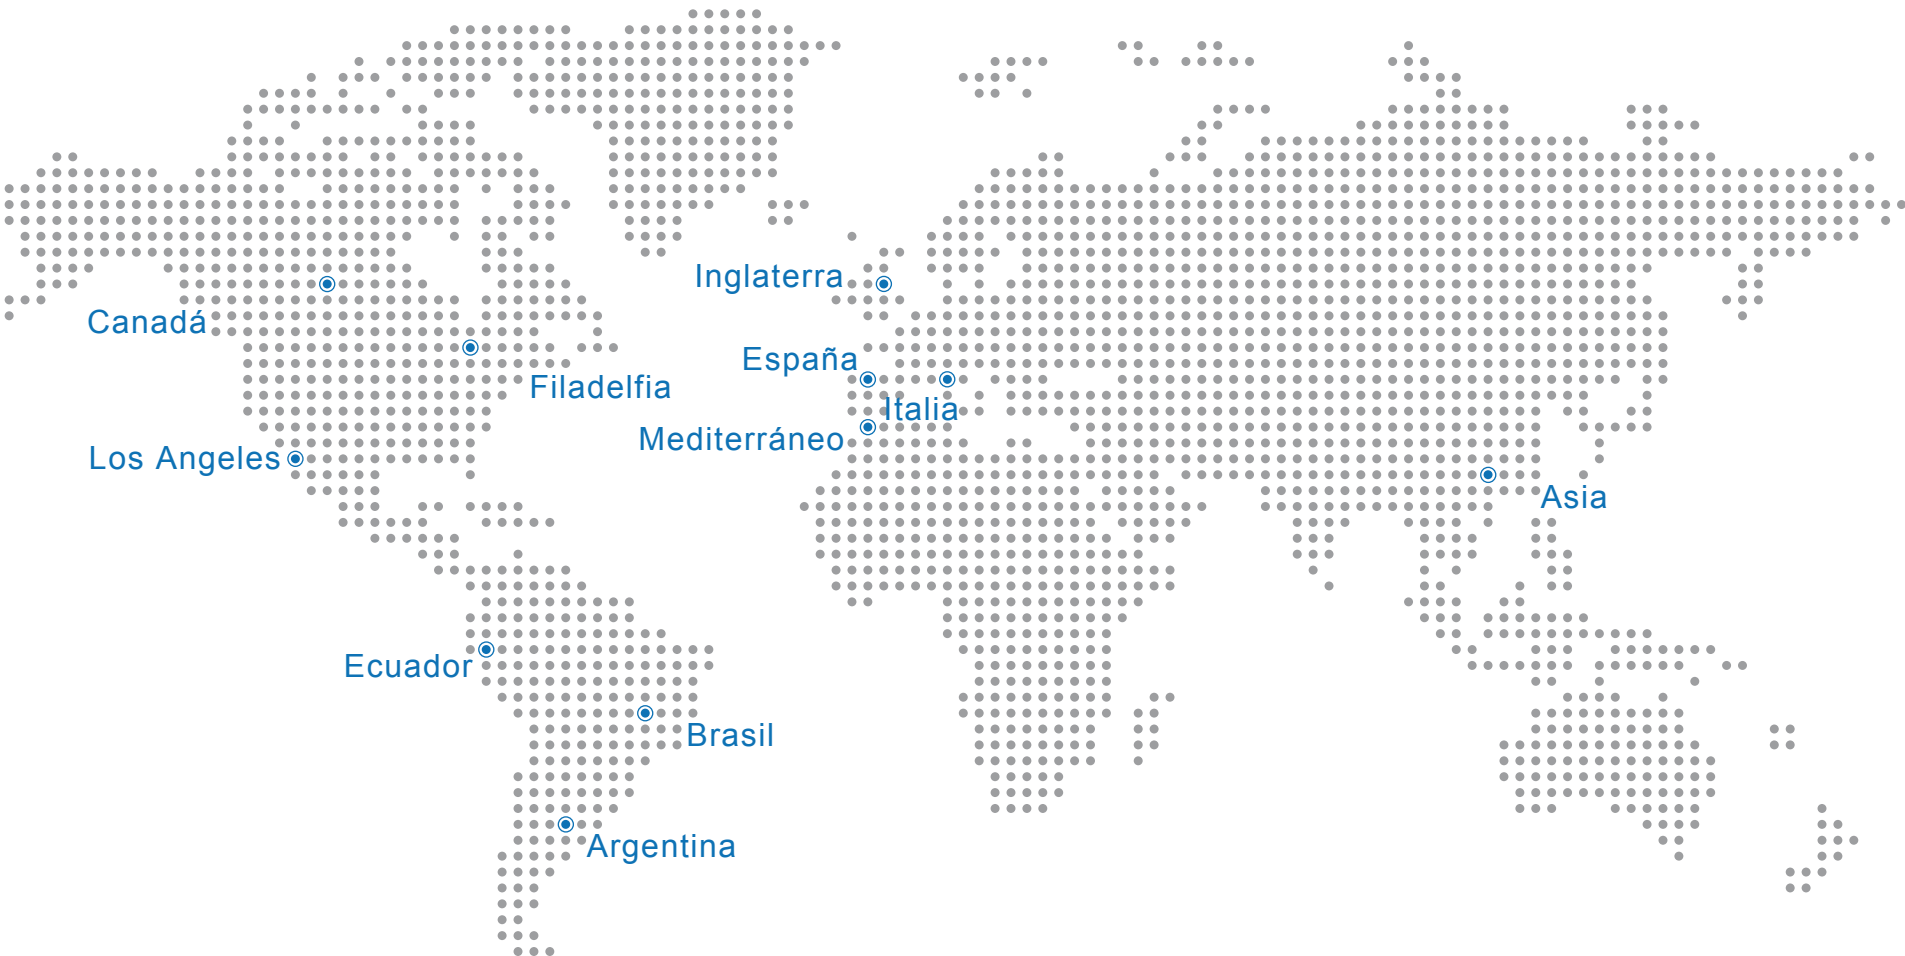 Inglaterra
Canadá
España
Filadelfia
Italia
Mediterráneo
Los Angeles
Asia
Ecuador
Brasil
Argentina